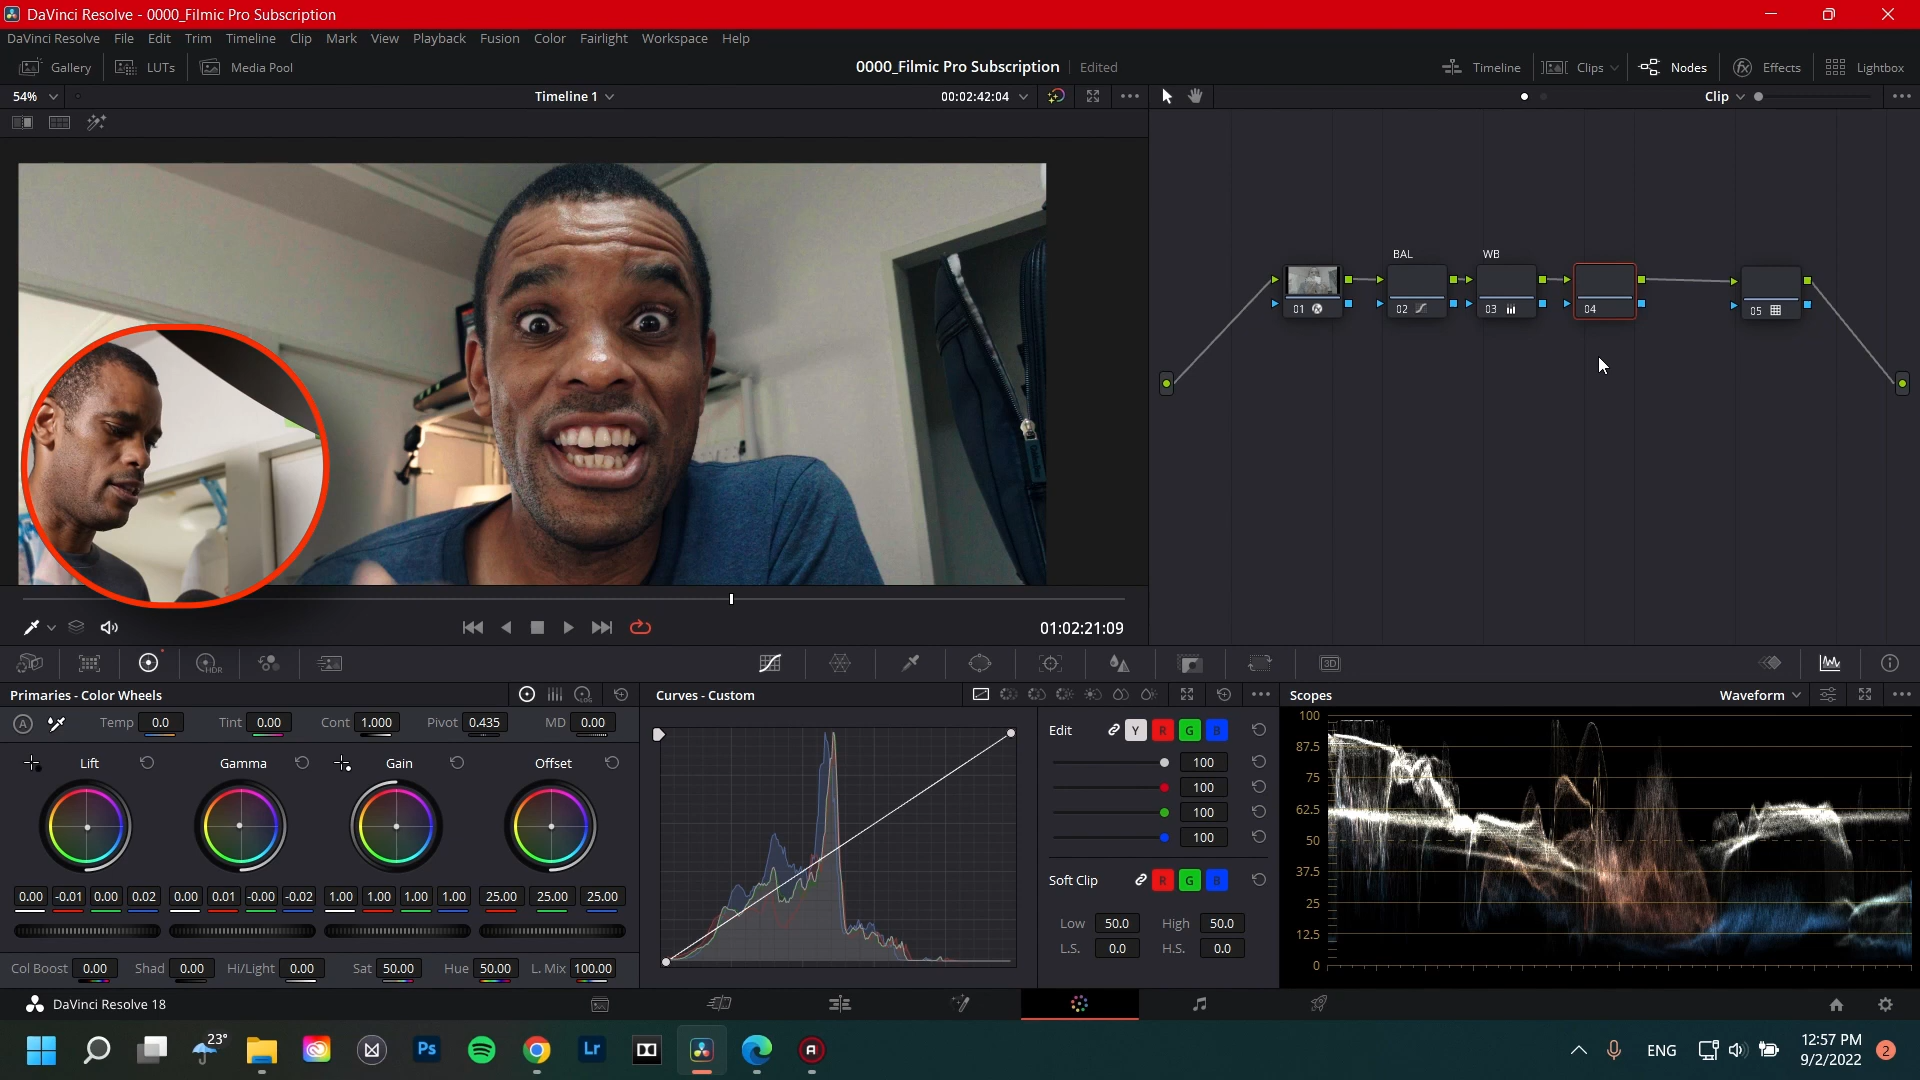 DaVinci Resolve - 0000_Filmic Pro Subscription
DaVinci Resolve File Edit Trim Timeline Clip Mark View Playback Fusion Color Fairlight Workspace Help
Gallery LUTs Media Pool 0000_Filmic Pro Subscription Edited Timeline Clips Nodes Effects Lightbox
54% Timeline 1 00:02:42:04 Clip
BAL WB
01 02 03 04 05
01:02:21:09
HDR 3D
Primaries - Color Wheels Curves - Custom Scopes Waveform
A Temp 0.0 Tint 0.00 Cont 1.000 Pivot 0.435 MD 0.00
Lift Gamma Gain Offset
0.00 -0.01 0.00 0.02 0.00 0.01 -0.00 -0.02 1.00 1.00 1.00 1.00 25.00 25.00 25.00
Col Boost 0.00 Shad 0.00 Hi/Light 0.00 Sat 50.00 Hue 50.00 L. Mix 100.00
Edit Y R G B
100
100
100
100
Soft Clip R G B
Low 50.0 High 50.0
L.S. 0.0 H.S. 0.0
100
87.5
75
62.5
50
37.5
25
12.5
0
DaVinci Resolve 18
23°
Ps Lr
ENG
12:57 PM
9/2/2022
2